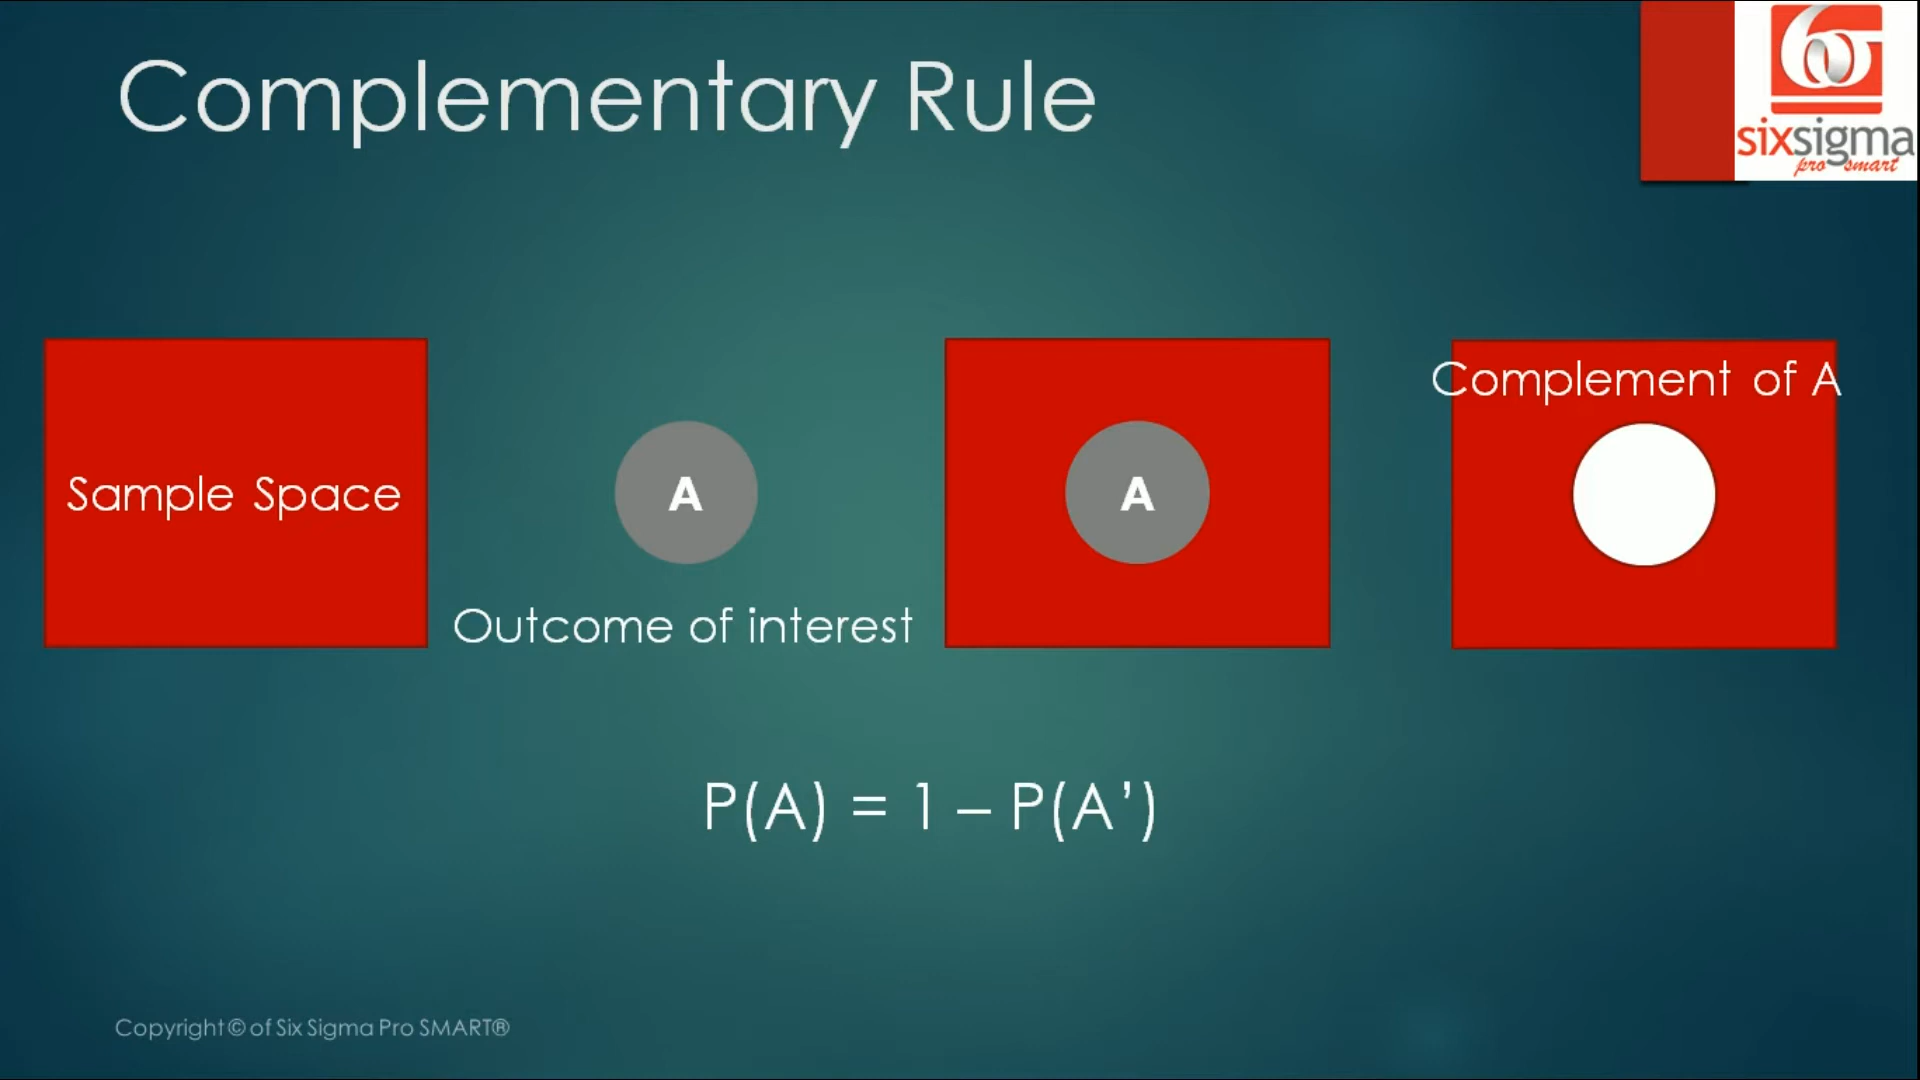 Complementary Rule
sixsigma
pro smart
Sample Space
A
Outcome of interest
A
Complement of A
P(A) = 1 – P(A’)
Copyright © of Six Sigma Pro SMART®